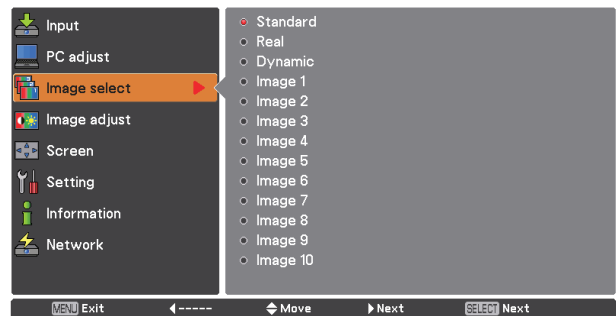 Input
PC adjust
Image select
Image adjust
Screen
Setting
Information
Network
Standard
Real
Dynamic
Image 1
Image 2
Image 3
Image 4
Image 5
Image 6
Image 7
Image 8
Image 9
Image 10
MENU Exit ----- Move Next SELECT Next